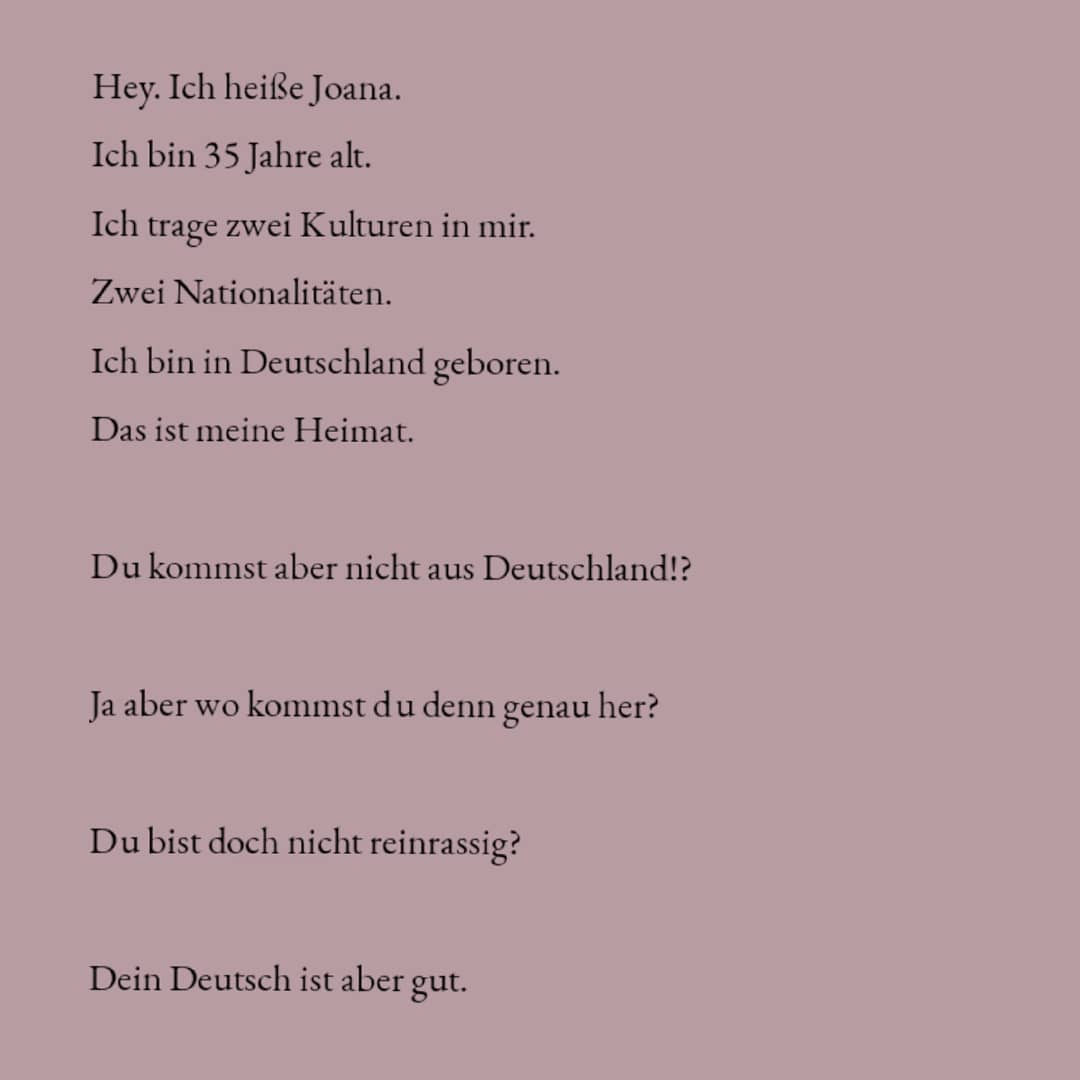 Hey. Ich heiße Joana.
Ich bin 35 Jahre alt.
Ich trage zwei Kulturen in mir.
Zwei Nationalitäten.
Ich bin in Deutschland geboren.
Das ist meine Heimat.
Du kommst aber nicht aus Deutschland!?
Ja aber wo kommst du denn genau her?
Du bist doch nicht reinrassig?
Dein Deutsch ist aber gut.